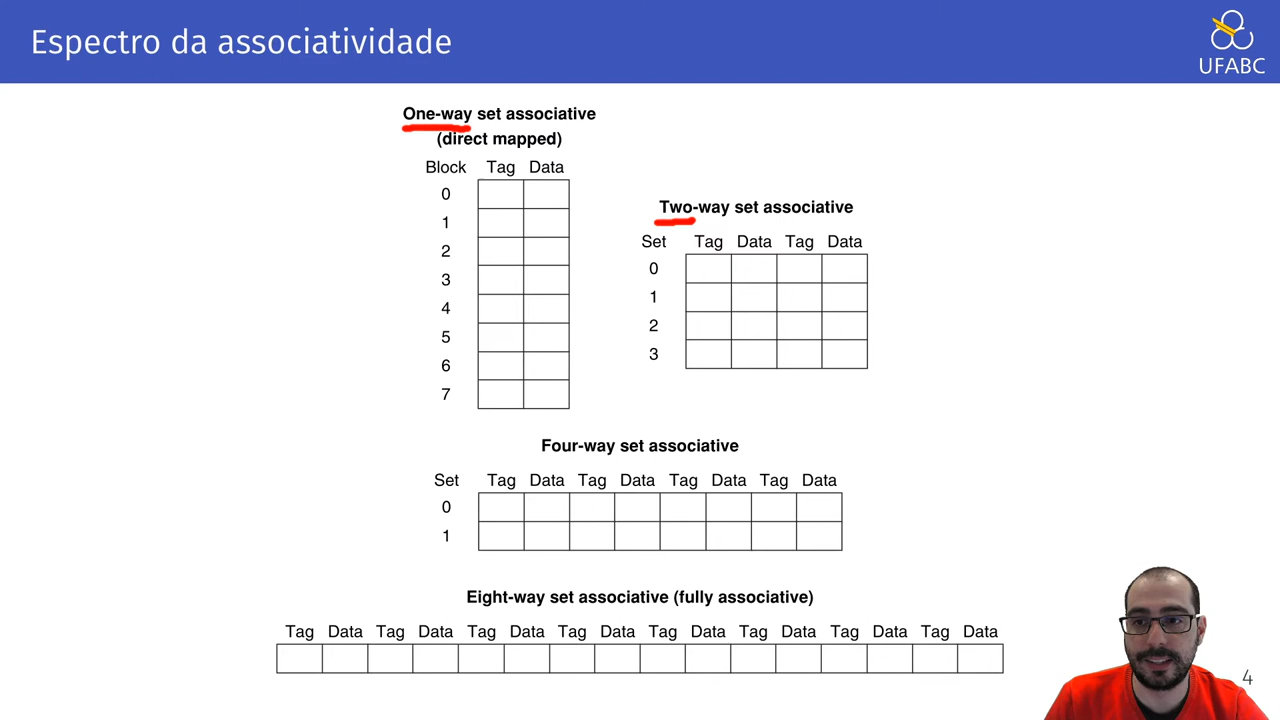 Espectro da associatividade
UFABC
One-way set associative
(direct mapped)
Block Tag Data
0
1
2
3
4
5
6
7
Two-way set associative
Set Tag Data Tag Data
0
1
2
3
Four-way set associative
Set Tag Data Tag Data Tag Data Tag Data
0
1
Eight-way set associative (fully associative)
Tag Data Tag Data Tag Data Tag Data Tag Data Tag Data Tag Data Tag Data
4